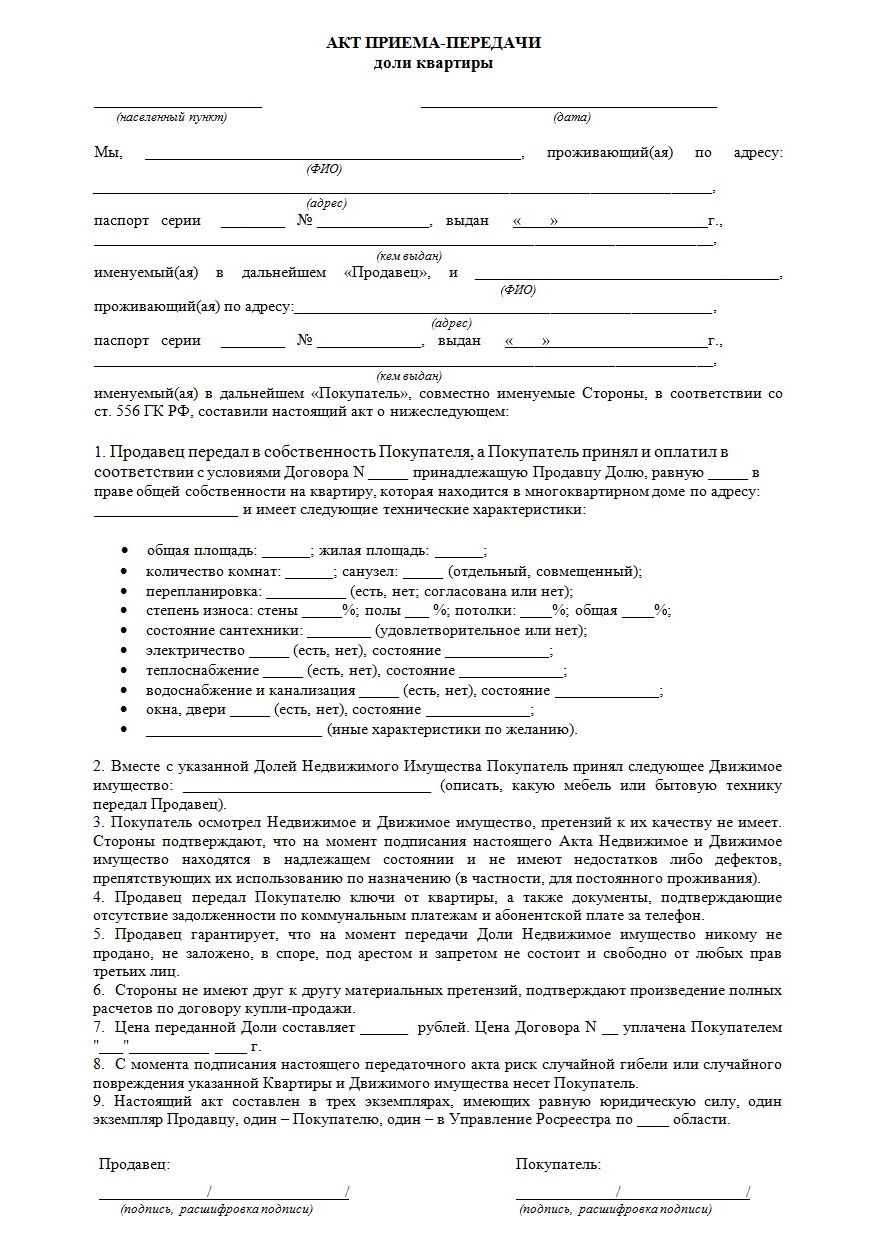 АКТ ПРИЕМА-ПЕРЕДАЧИ
доли квартиры
_____________________ _____________________________________
(населенный пункт) (дата)
Мы, _______________________________________________, проживающий(ая) по адресу:
(ФИО)
_____________________________________________________________________________,
(адрес)
паспорт серии ________ № ______________, выдан «___»___________________г.,
_____________________________________________________________________________,
(кем выдан)
именуемый(ая) в дальнейшем «Продавец», и ______________________________________,
(ФИО)
проживающий(ая) по адресу:____________________________________________________,
(адрес)
паспорт серии ________ № _____________, выдан «___»____________________г.,
_____________________________________________________________________________,
(кем выдан)
именуемый(ая) в дальнейшем «Покупатель», совместно именуемые Стороны, в соответствии со
ст. 556 ГК РФ, составили настоящий акт о нижеследующем:
1. Продавец передал в собственность Покупателя, а Покупатель принял и оплатил в
соответствии с условиями Договора N _____ принадлежащую Продавцу Долю, равную _____ в
праве общей собственности на квартиру, которая находится в многоквартирном доме по адресу:
__________________ и имеет следующие технические характеристики:
• общая площадь: ______; жилая площадь: ______;
• количество комнат: ______; санузел: _____ (отдельный, совмещенный);
• перепланировка: __________ (есть, нет; согласована или нет);
• степень износа: стены _____%; полы ___ %; потолки: ____%; общая ____%;
• состояние сантехники: ________ (удовлетворительное или нет);
• электричество _____ (есть, нет), состояние _____________;
• теплоснабжение _____ (есть, нет), состояние _____________;
• водоснабжение и канализация _____ (есть, нет), состояние _____________;
• окна, двери _____ (есть, нет), состояние _____________;
• ______________________ (иные характеристики по желанию).
2. Вместе с указанной Долей Недвижимого Имущества Покупатель принял следующее Движимое
имущество: _______________________________ (описать, какую мебель или бытовую технику
передал Продавец).
3. Покупатель осмотрел Недвижимое и Движимое имущество, претензий к их качеству не имеет.
Стороны подтверждают, что на момент подписания настоящего Акта Недвижимое и Движимое
имущество находятся в надлежащем состоянии и не имеют недостатков либо дефектов,
препятствующих их использованию по назначению (в частности, для постоянного проживания).
4. Продавец передал Покупателю ключи от квартиры, а также документы, подтверждающие
отсутствие задолженности по коммунальным платежам и абонентской плате за телефон.
5. Продавец гарантирует, что на момент передачи Доли Недвижимое имущество никому не
продано, не заложено, в споре, под арестом и запретом не состоит и свободно от любых прав
третьих лиц.
6. Стороны не имеют друг к другу материальных претензий, подтверждают произведение полных
расчетов по договору купли-продажи.
7. Цена переданной Доли составляет ______ рублей. Цена Договора N __ уплачена Покупателем
"___"__________ ____ г.
8. С момента подписания настоящего передаточного акта риск случайной гибели или случайного
повреждения указанной Квартиры и Движимого имущества несет Покупатель.
9. Настоящий акт составлен в трех экземплярах, имеющих равную юридическую силу, один
экземпляр Продавцу, один – Покупателю, один – в Управление Росреестра по ____ области.
Продавец: Покупатель:
______________/_________________/ _____________/________________/
(подпись, расшифровка подписи) (подпись, расшифровка подписи)